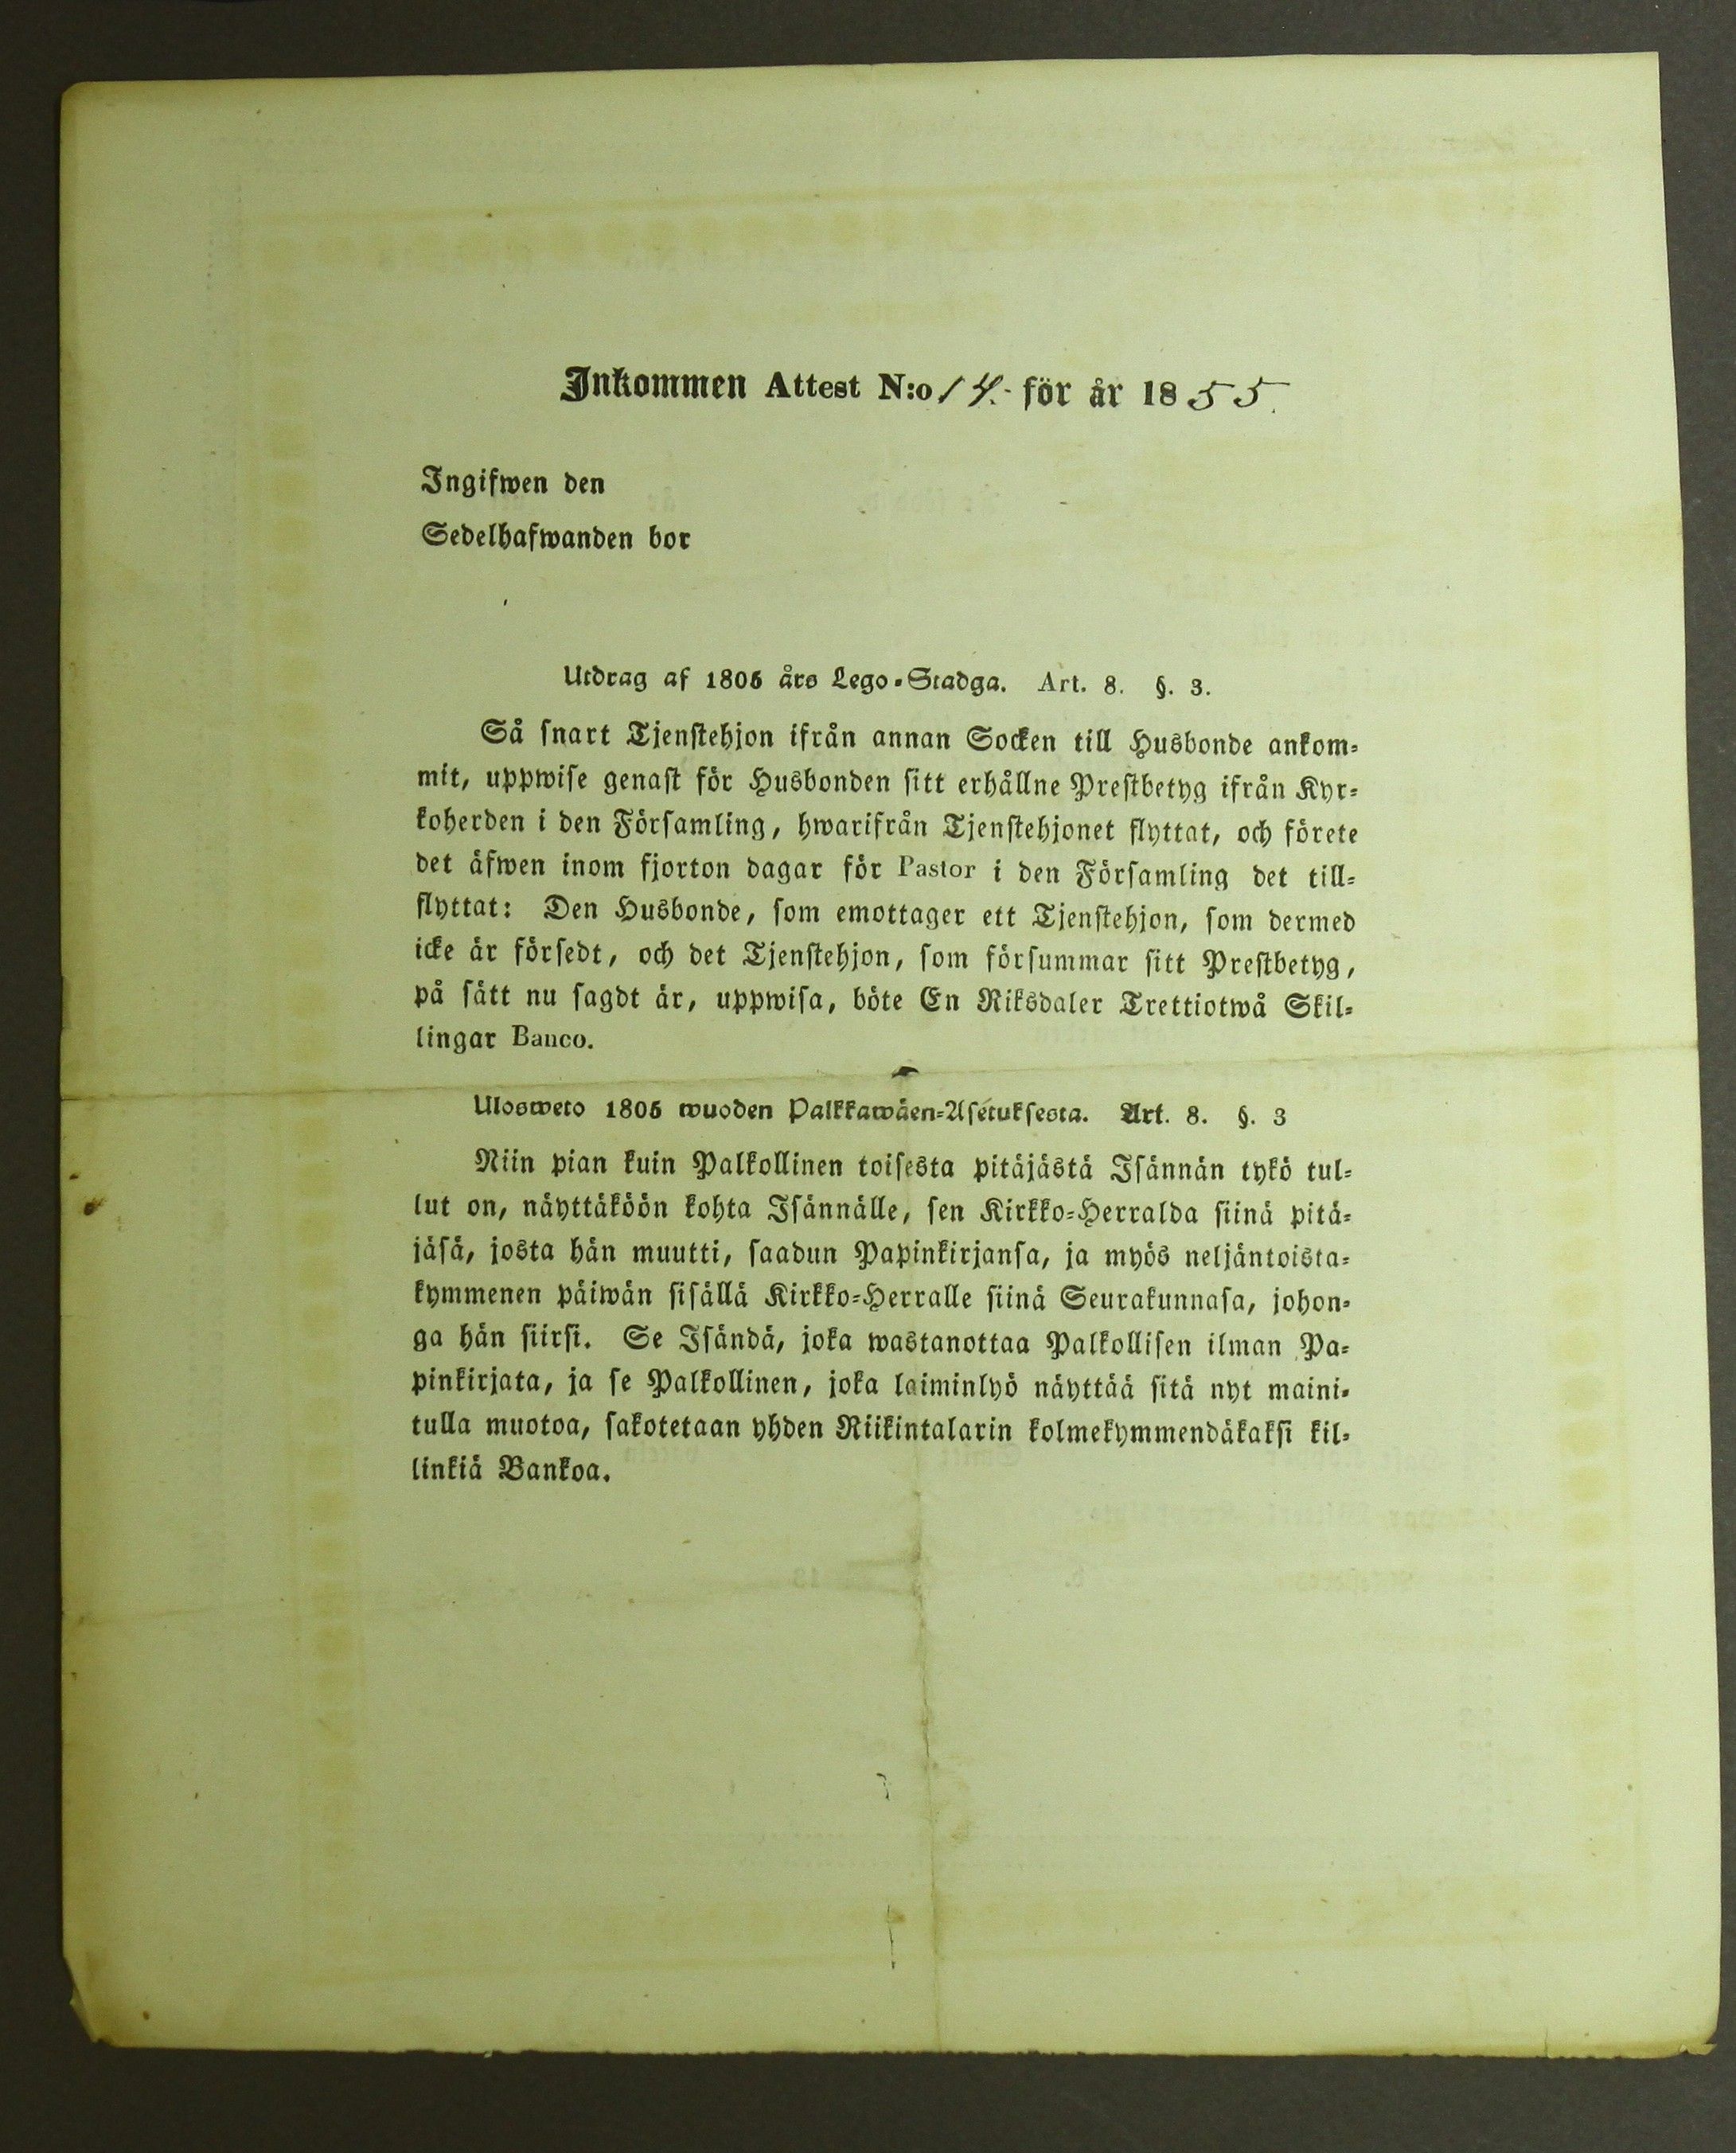 Inkommen Attest N:o 14. för år 1855.
Ingifwen den
Sedelhafwanden bor
Utdrag af 1805 års Lego-Stadga. Art. 8. §. 3.
Så snart Tjenstehjon ifrån annan Socken till Husbonde ankom-
mit, uppwise genast för Husbonden sitt erhållne Prestbetyg ifrån Kyr-
koherden i den Församling, hwarifrån Tjenstehjonet flyttat, och förete
det äfwen inom fjorton dagar för Pastor i den Församling det till-
flyttat: Den Husbonde, som emottager ett Tjenstehjon, som dermed
icke är försedt, och det Tjenstehjon, som försummar sitt Prestbetyg,
på sätt nu sagdt är, uppwisa, böte En Riksdaler Trettiotwå Skil-
lingar Banco.
Ulosweto 1805 wuoden Palkkawäen-Asetuksesta. Art. 8. §. 3
Niin pian kuin Palkollinen toisesta pitäjästä Isännän tykö tul-
lut on, näyttäköön kohta Isännälle, sen Kirkko-Herralda siinä pitä-
jäsä, josta hän muutti, saadun Papinkirjansa, ja myös neljäntoista-
kymmenen päiwän sisällä Kirkko-Herralle siinä Seurakunnasa, johon-
ga hän siirsi. Se Isändä, joka wastanottaa Palkollisen ilman Pa-
pinkirjata, ja se Palkollinen, joka laiminlyö näyttää sitä nyt maini-
tulla muotoa, sakotetaan yhden Riikintalarin kolmekymmendäkaksi kil-
linkiä Bankoa.